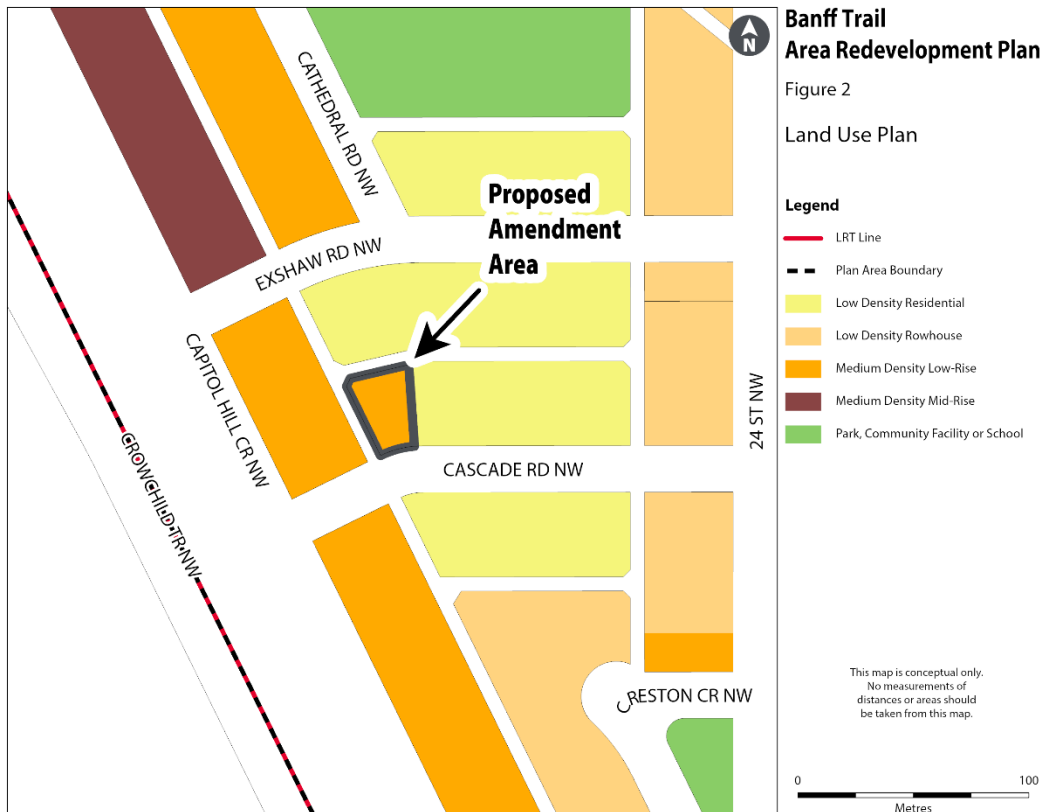 Banff Trail
Area Redevelopment Plan
Figure 2
Land Use Plan
N
Legend
LRT Line
Plan Area Boundary
Low Density Residential
Low Density Rowhouse
Medium Density Low-Rise
Medium Density Mid-Rise
Park, Community Facility or School
CATHEDRAL RD NW
Proposed
Amendment
Area
EXSHAW RD NW
CAPITOL HILL CR NW
24 ST NW
CROWCHILD TR NW
CASCADE RD NW
CRESTON CR NW
This map is conceptual only.
No measurements of
distances or areas should
be taken from this map.
0 100
Metres